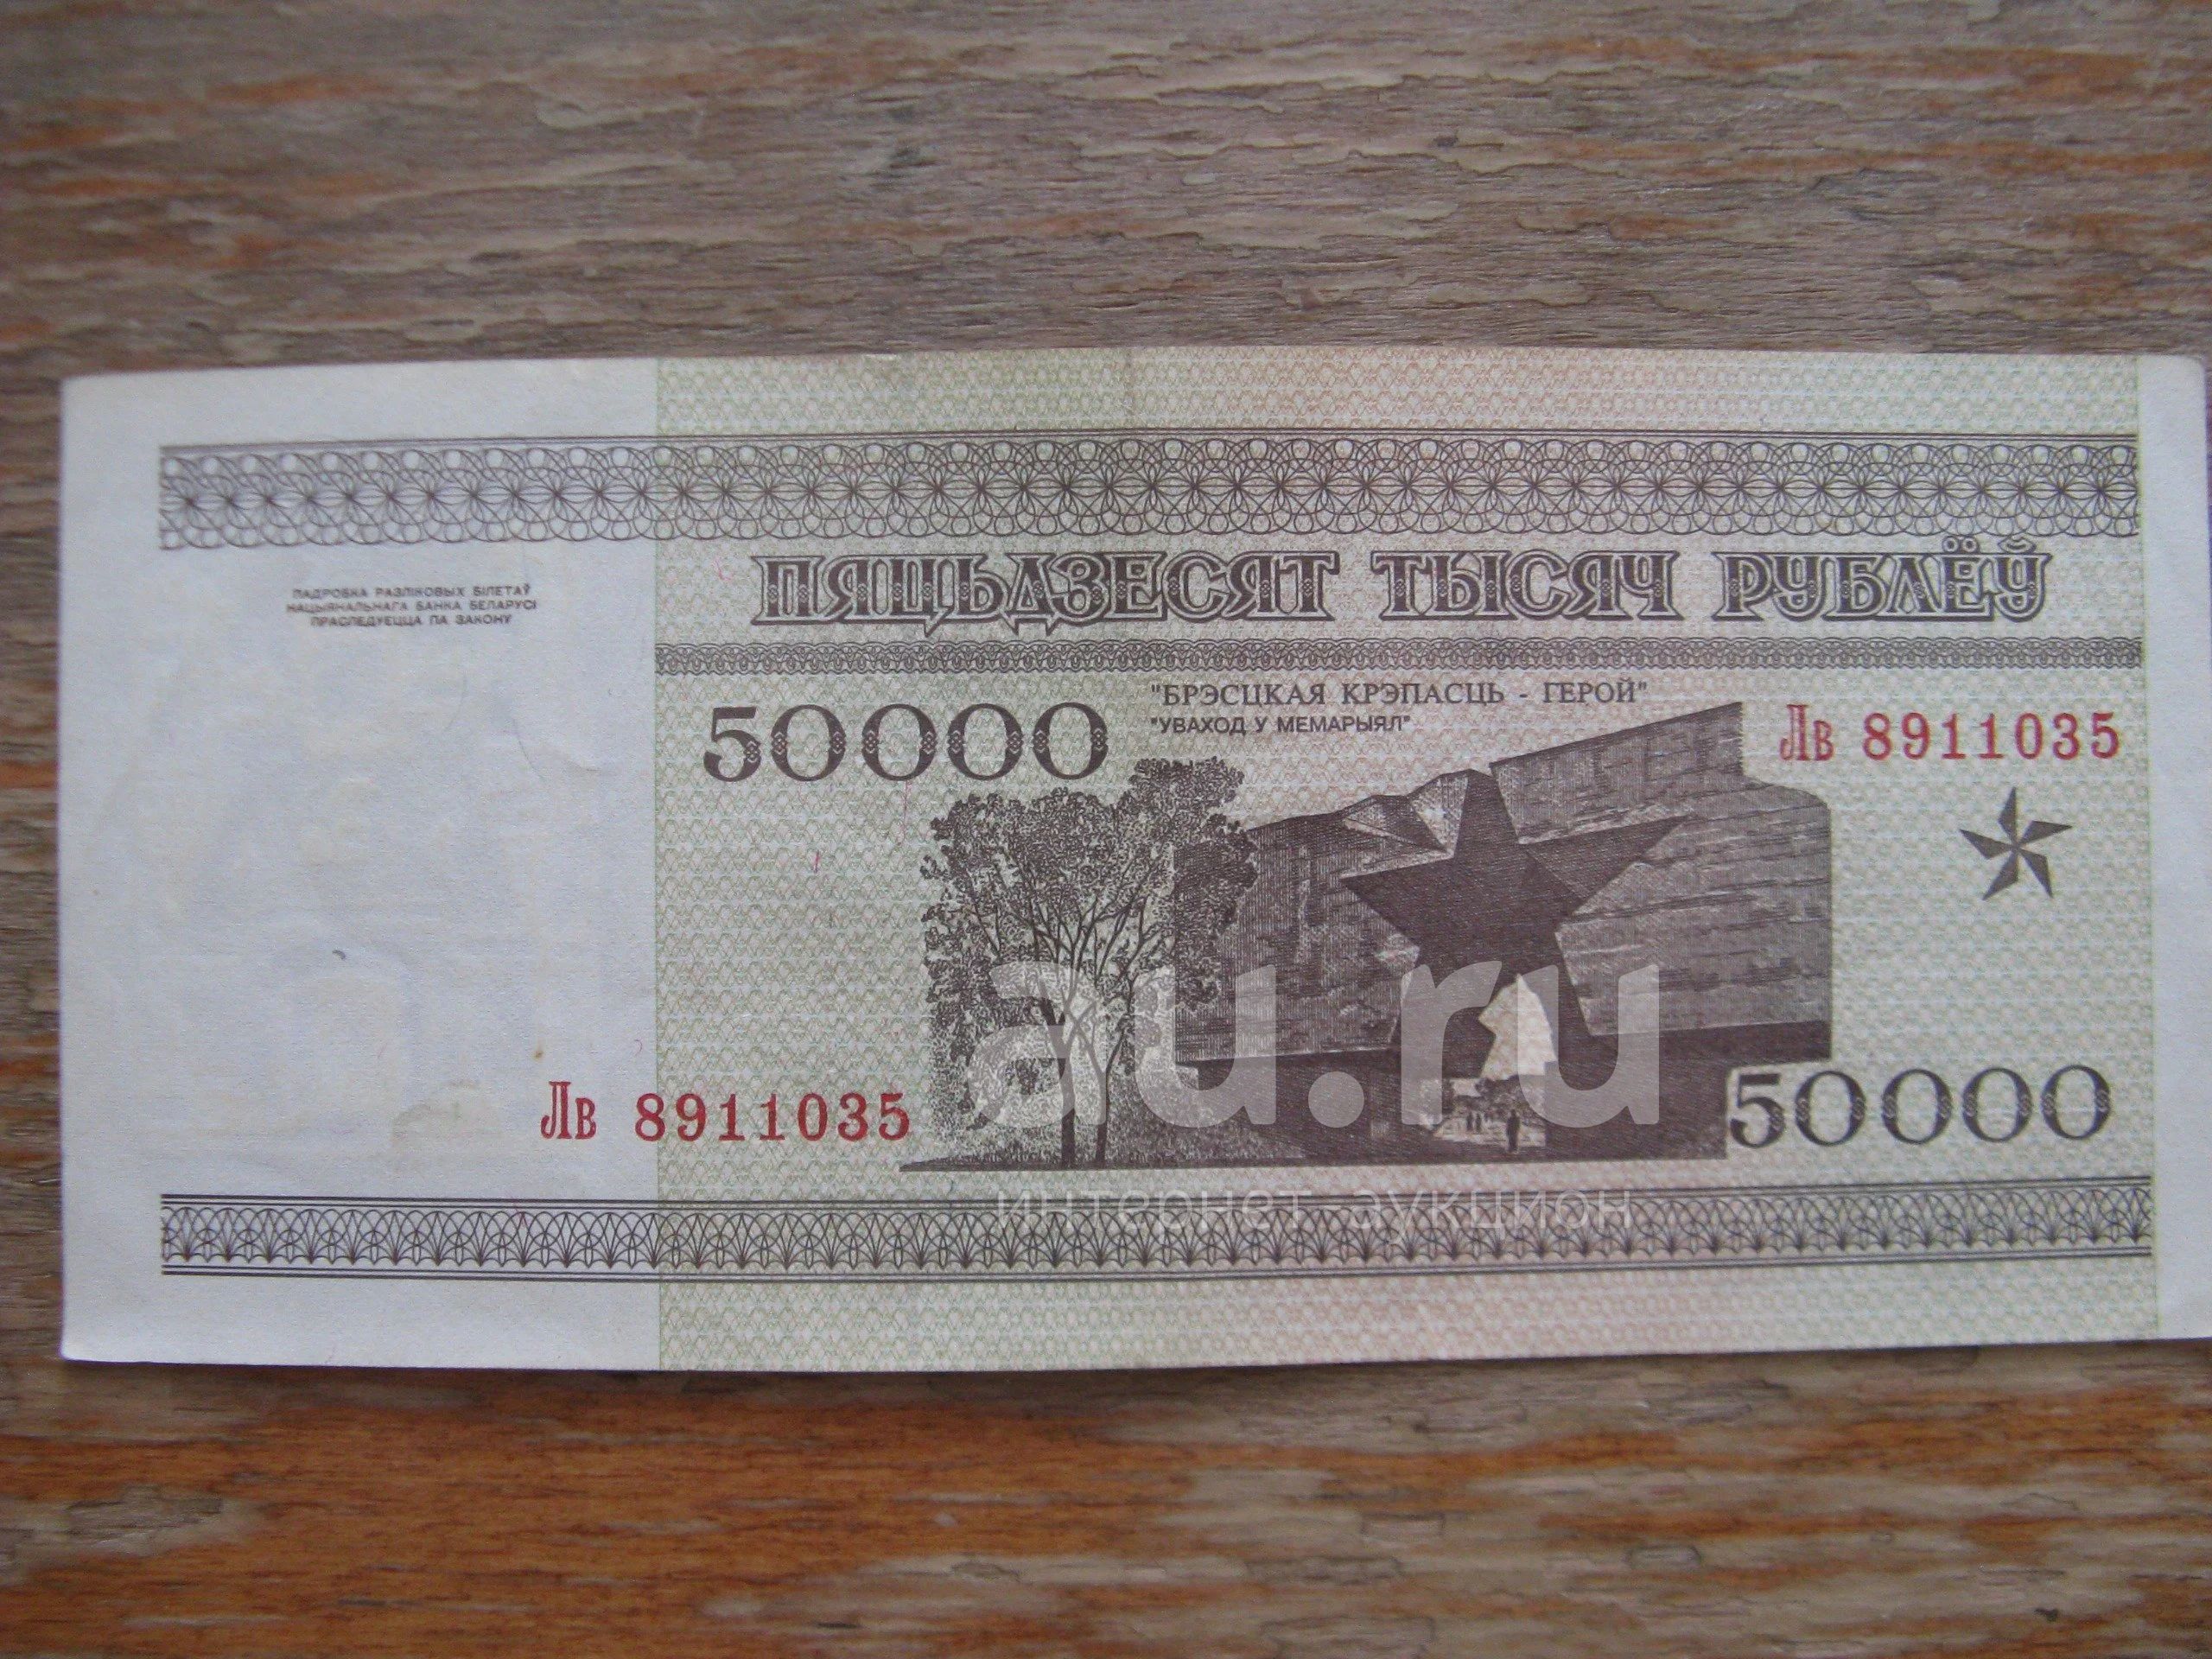 ПЯЦЬДЗЕСЯТ ТЫСЯЧ РУБЛЁЎ
ПАДРОБКА РАЗЛІКОВЫХ БІЛЕТАЎ
НАЦЫЯНАЛЬНАГА БАНКА БЕЛАРУСІ
ПРАСЛЕДУЕЦЦА ПА ЗАКОНУ
"БРЭСЦКАЯ КРЭПАСЦЬ - ГЕРОЙ"
"УВАХОД У МЕМАРЫЯЛ"
50000
Лв 8911035
au.ru
интернет-аукцион
Лв 8911035
50000